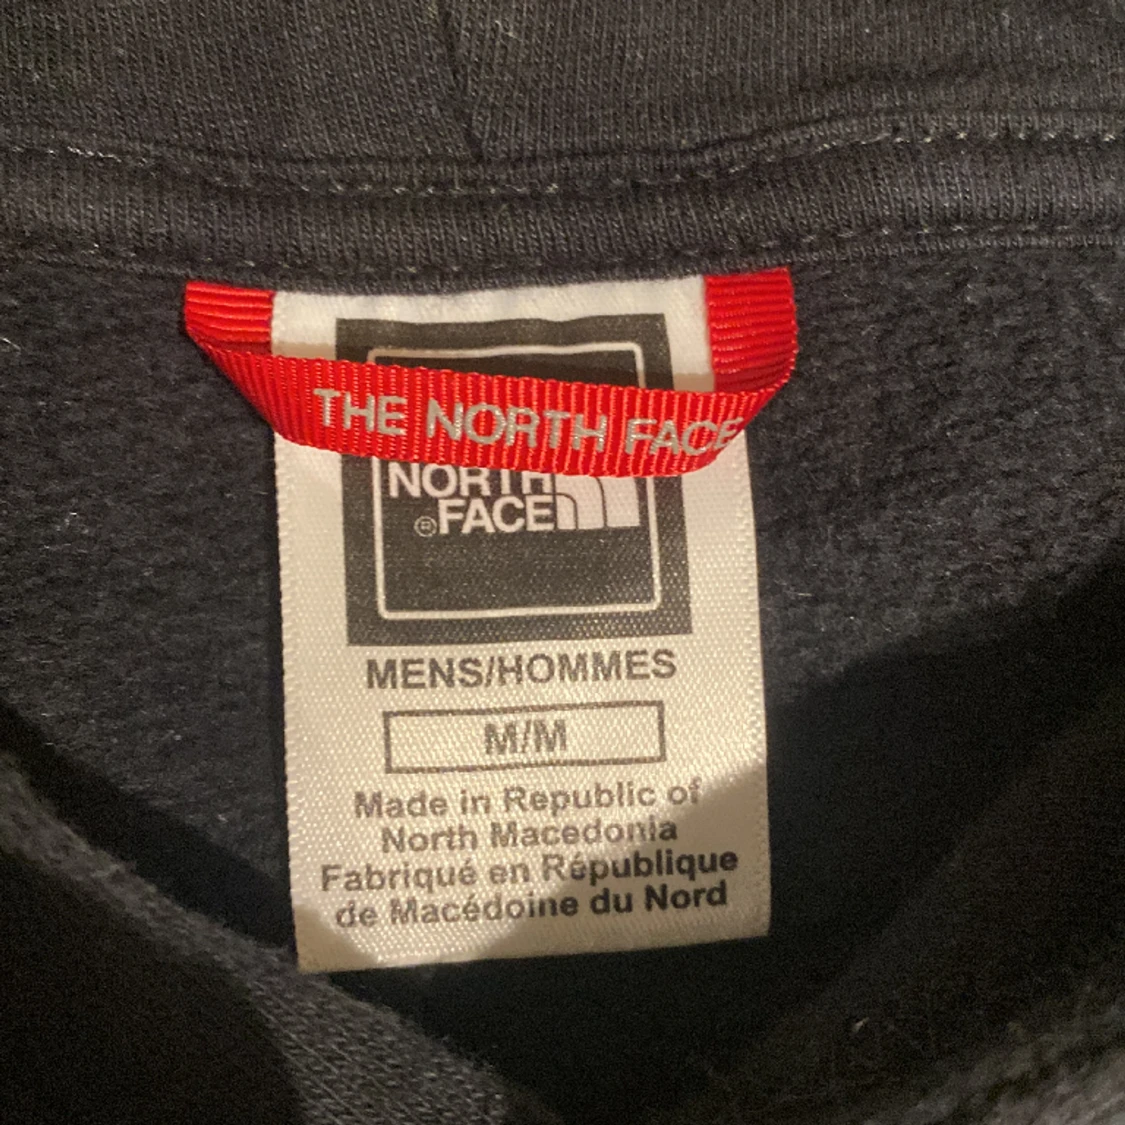 THE NORTH FACE
NORTH
®FACE
MENS/HOMMES
M/M
Made in Republic of
North Macedonia
Fabriqué en République
de Macédoine du Nord